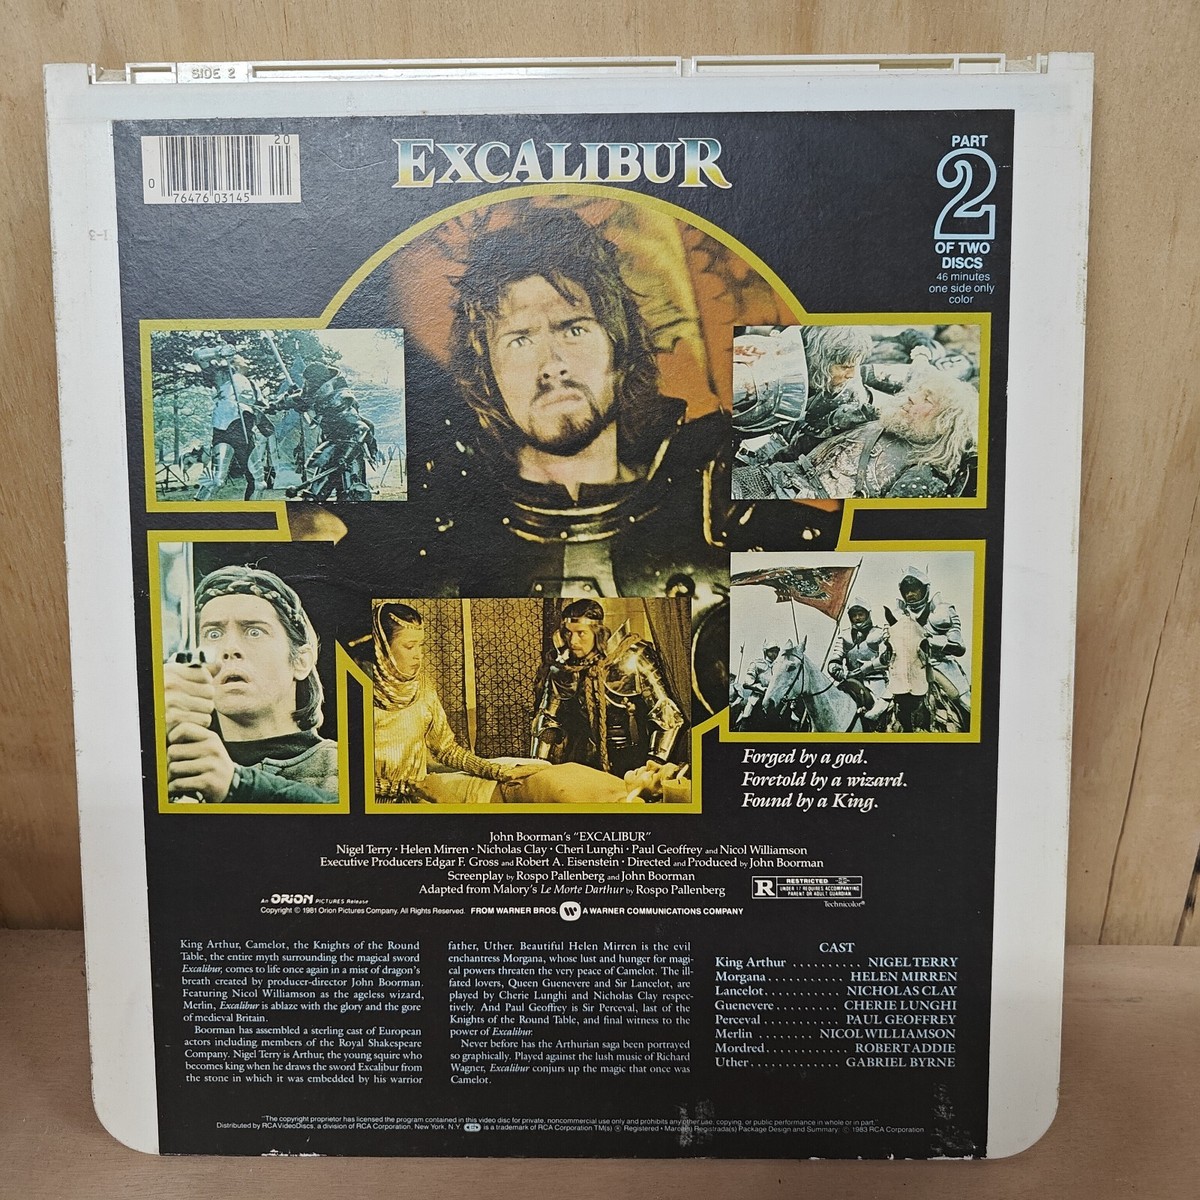 SIDE 2
20
0
76476 03145
EXCALIBUR
PART
2
OF TWO
DISCS
46 minutes
one side only
color
Forged by a god.
Foretold by a wizard.
Found by a King.
John Boorman's "EXCALIBUR"
Nigel Terry · Helen Mirren · Nicholas Clay · Cheri Lunghi · Paul Geoffrey and Nicol Williamson
Executive Producers Edgar F. Gross and Robert A. Eisenstein · Directed and Produced by John Boorman
Screenplay by Rospo Pallenberg and John Boorman
Adapted from Malory's Le Morte Darthur by Rospo Pallenberg
An ORION PICTURES Release
Copyright © 1981 Orion Pictures Company. All Rights Reserved. FROM WARNER BROS. A WARNER COMMUNICATIONS COMPANY
R RESTRICTED
UNDER 17 REQUIRES ACCOMPANYING
PARENT OR ADULT GUARDIAN
Technicolor®
King Arthur, Camelot, the Knights of the Round
Table, the entire myth surrounding the magical sword
Excalibur, comes to life once again in a mist of dragon's
breath created by producer-director John Boorman.
Featuring Nicol Williamson as the ageless wizard,
Merlin, Excalibur is ablaze with the glory and the gore
of medieval Britain.
Boorman has assembled a sterling cast of European
actors including members of the Royal Shakespeare
Company. Nigel Terry is Arthur, the young squire who
becomes king when he draws the sword Excalibur from
the stone in which it was embedded by his warrior
father, Uther. Beautiful Helen Mirren is the evil
enchantress Morgana, whose lust and hunger for magi-
cal powers threaten the very peace of Camelot. The ill-
fated lovers, Queen Guenevere and Sir Lancelot, are
played by Cherie Lunghi and Nicholas Clay respec-
tively. And Paul Geoffrey is Sir Perceval, last of the
Knights of the Round Table, and final witness to the
power of Excalibur.
Never before has the Arthurian saga been portrayed
so graphically. Played against the lush music of Richard
Wagner, Excalibur conjurs up the magic that once was
Camelot.
CAST
King Arthur .......... NIGEL TERRY
Morgana ........... HELEN MIRREN
Lancelot .......... NICHOLAS CLAY
Guenevere ......... CHERIE LUNGHI
Perceval ........... PAUL GEOFFREY
Merlin ........ NICOL WILLIAMSON
Mordred ............ ROBERT ADDIE
Uther ............. GABRIEL BYRNE
"The copyright proprietor has licensed the program contained in this video disc for private, noncommercial use only and prohibits any other use, copying, or public performance in whole or in part."
Distributed by RCA VideoDiscs, a division of RCA Corporation, New York, N.Y. CED is a trademark of RCA Corporation TM(s) ® Registered • Marca(s) Registrada(s) Package Design and Summary © 1983 RCA Corporation